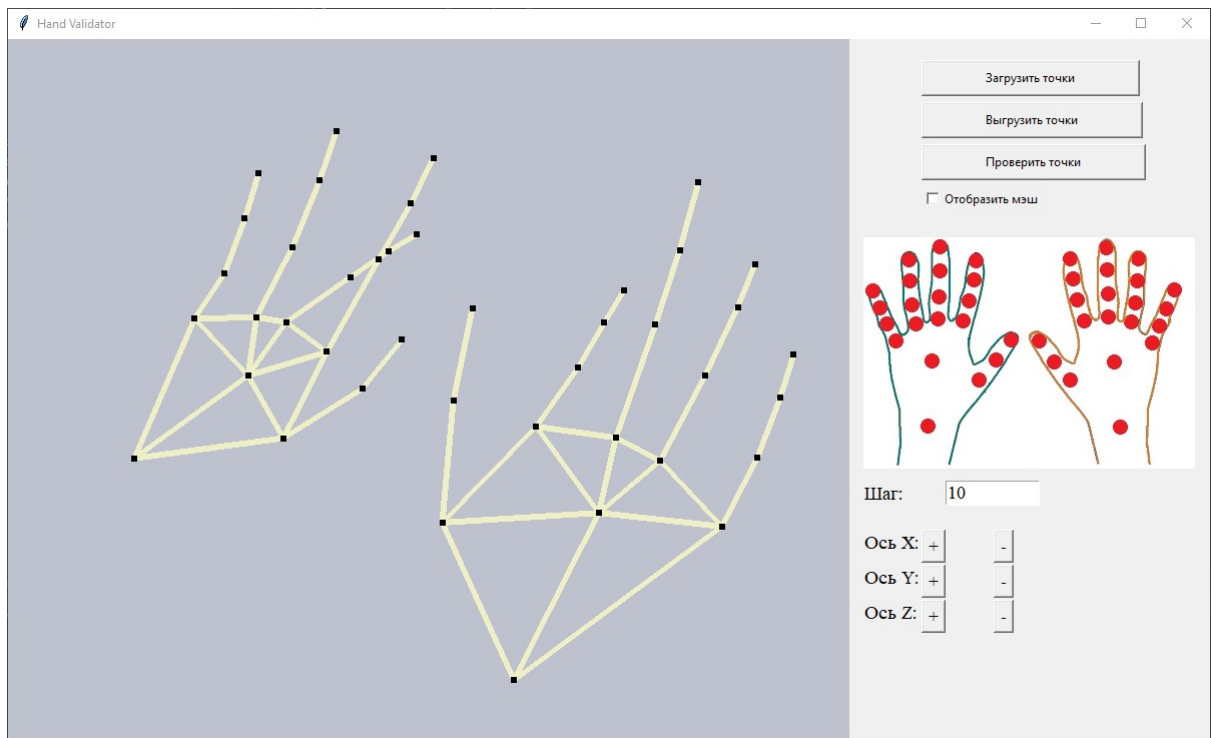 Hand Validator
Загрузить точки
Выгрузить точки
Проверить точки
Отобразить мэш
Шаг: 10
Ось X: + -
Ось Y: + -
Ось Z: + -